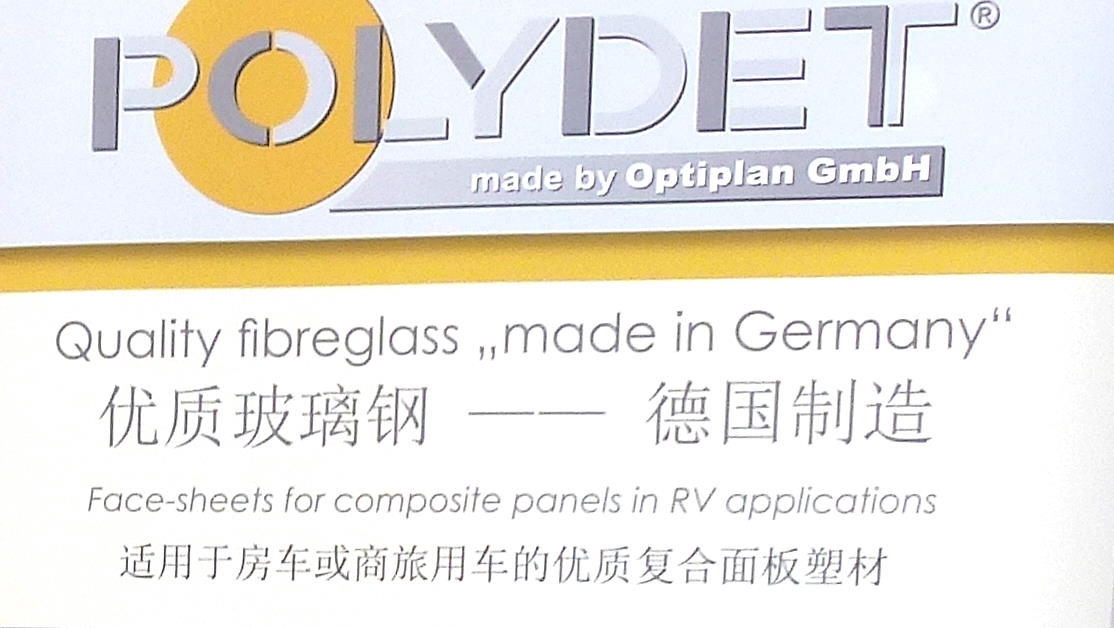 POLYDET®
made by Optiplan GmbH
Quality fibreglass „made in Germany“
优质玻璃钢 —— 德国制造
Face-sheets for composite panels in RV applications
适用于房车或商旅用车的优质复合面板塑材